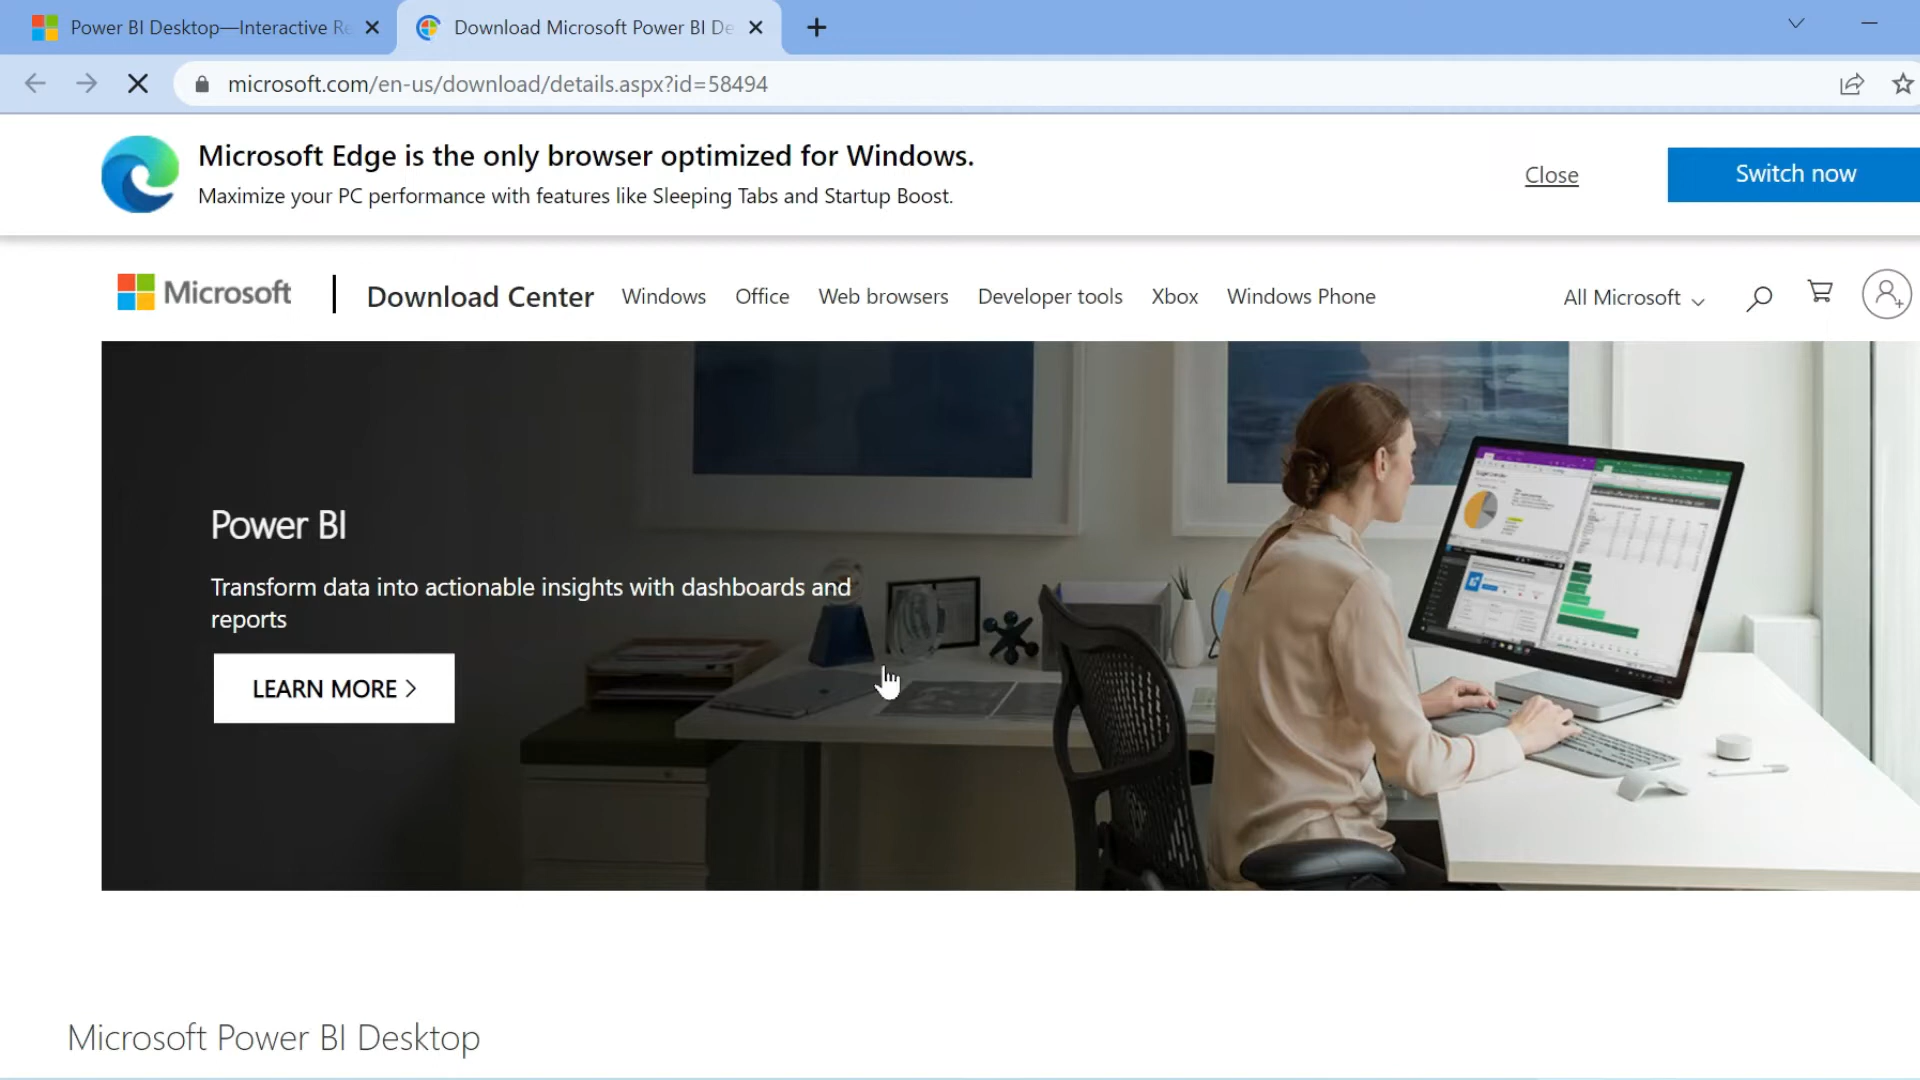 Power BI Desktop—Interactive Re
Download Microsoft Power BI De
microsoft.com/en-us/download/details.aspx?id=58494
Microsoft Edge is the only browser optimized for Windows.
Maximize your PC performance with features like Sleeping Tabs and Startup Boost.
Close
Switch now
Microsoft
Download Center
Windows
Office
Web browsers
Developer tools
Xbox
Windows Phone
All Microsoft
Power BI
Transform data into actionable insights with dashboards and
reports
LEARN MORE >
Microsoft Power BI Desktop